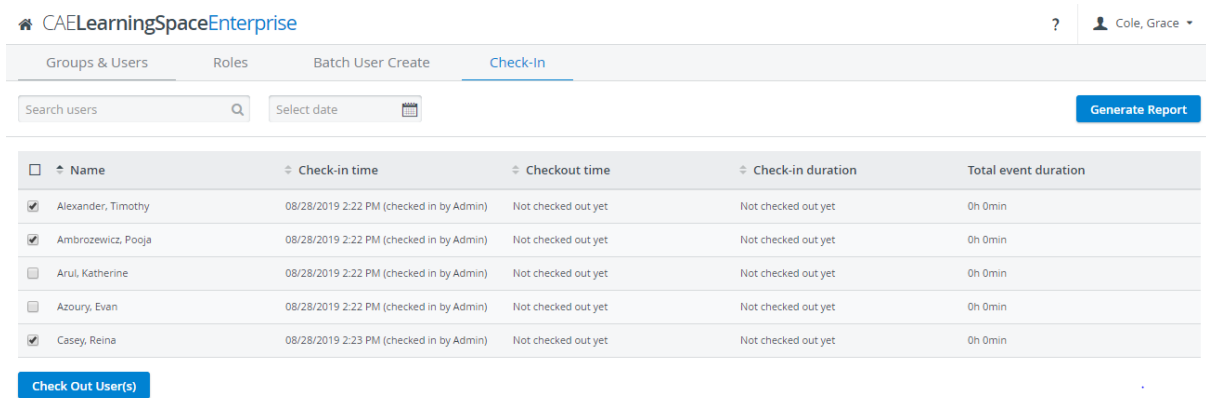 CAELearningSpaceEnterprise ? Cole, Grace
Groups & Users Roles Batch User Create Check-In
Search users Select date Generate Report
Name Check-in time Checkout time Check-in duration Total event duration
Alexander, Timothy 08/28/2019 2:22 PM (checked in by Admin) Not checked out yet Not checked out yet 0h 0min
Ambrozewicz, Pooja 08/28/2019 2:22 PM (checked in by Admin) Not checked out yet Not checked out yet 0h 0min
Arul, Katherine 08/28/2019 2:22 PM (checked in by Admin) Not checked out yet Not checked out yet 0h 0min
Azoury, Evan 08/28/2019 2:22 PM (checked in by Admin) Not checked out yet Not checked out yet 0h 0min
Casey, Reina 08/28/2019 2:23 PM (checked in by Admin) Not checked out yet Not checked out yet 0h 0min
Check Out User(s)